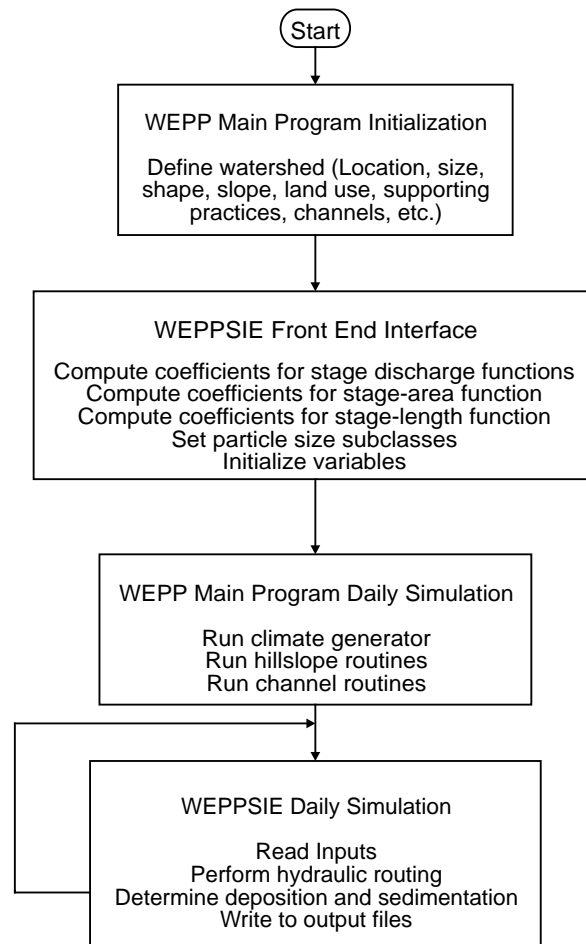 Start
WEPP Main Program Initialization
Define watershed (Location, size,
shape, slope, land use, supporting
practices, channels, etc.)
WEPPSIE Front End Interface
Compute coefficients for stage discharge functions
Compute coefficients for stage-area function
Compute coefficients for stage-length function
Set particle size subclasses
Initialize variables
WEPP Main Program Daily Simulation
Run climate generator
Run hillslope routines
Run channel routines
WEPPSIE Daily Simulation
Read Inputs
Perform hydraulic routing
Determine deposition and sedimentation
Write to output files